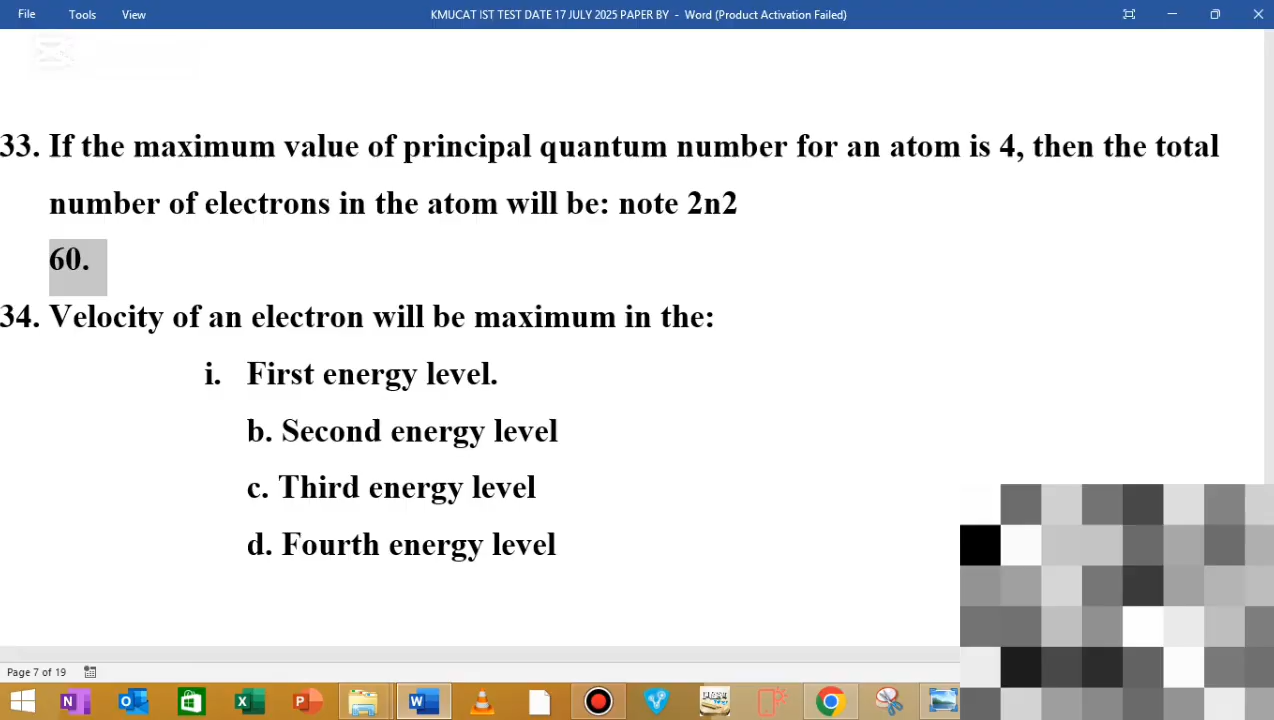 File Tools View KMUCAT IST TEST DATE 17 JULY 2025 PAPER BY - Word (Product Activation Failed)
33. If the maximum value of principal quantum number for an atom is 4, then the total
number of electrons in the atom will be: note 2n2
60.
34. Velocity of an electron will be maximum in the:
i. First energy level.
b. Second energy level
c. Third energy level
d. Fourth energy level
Page 7 of 19